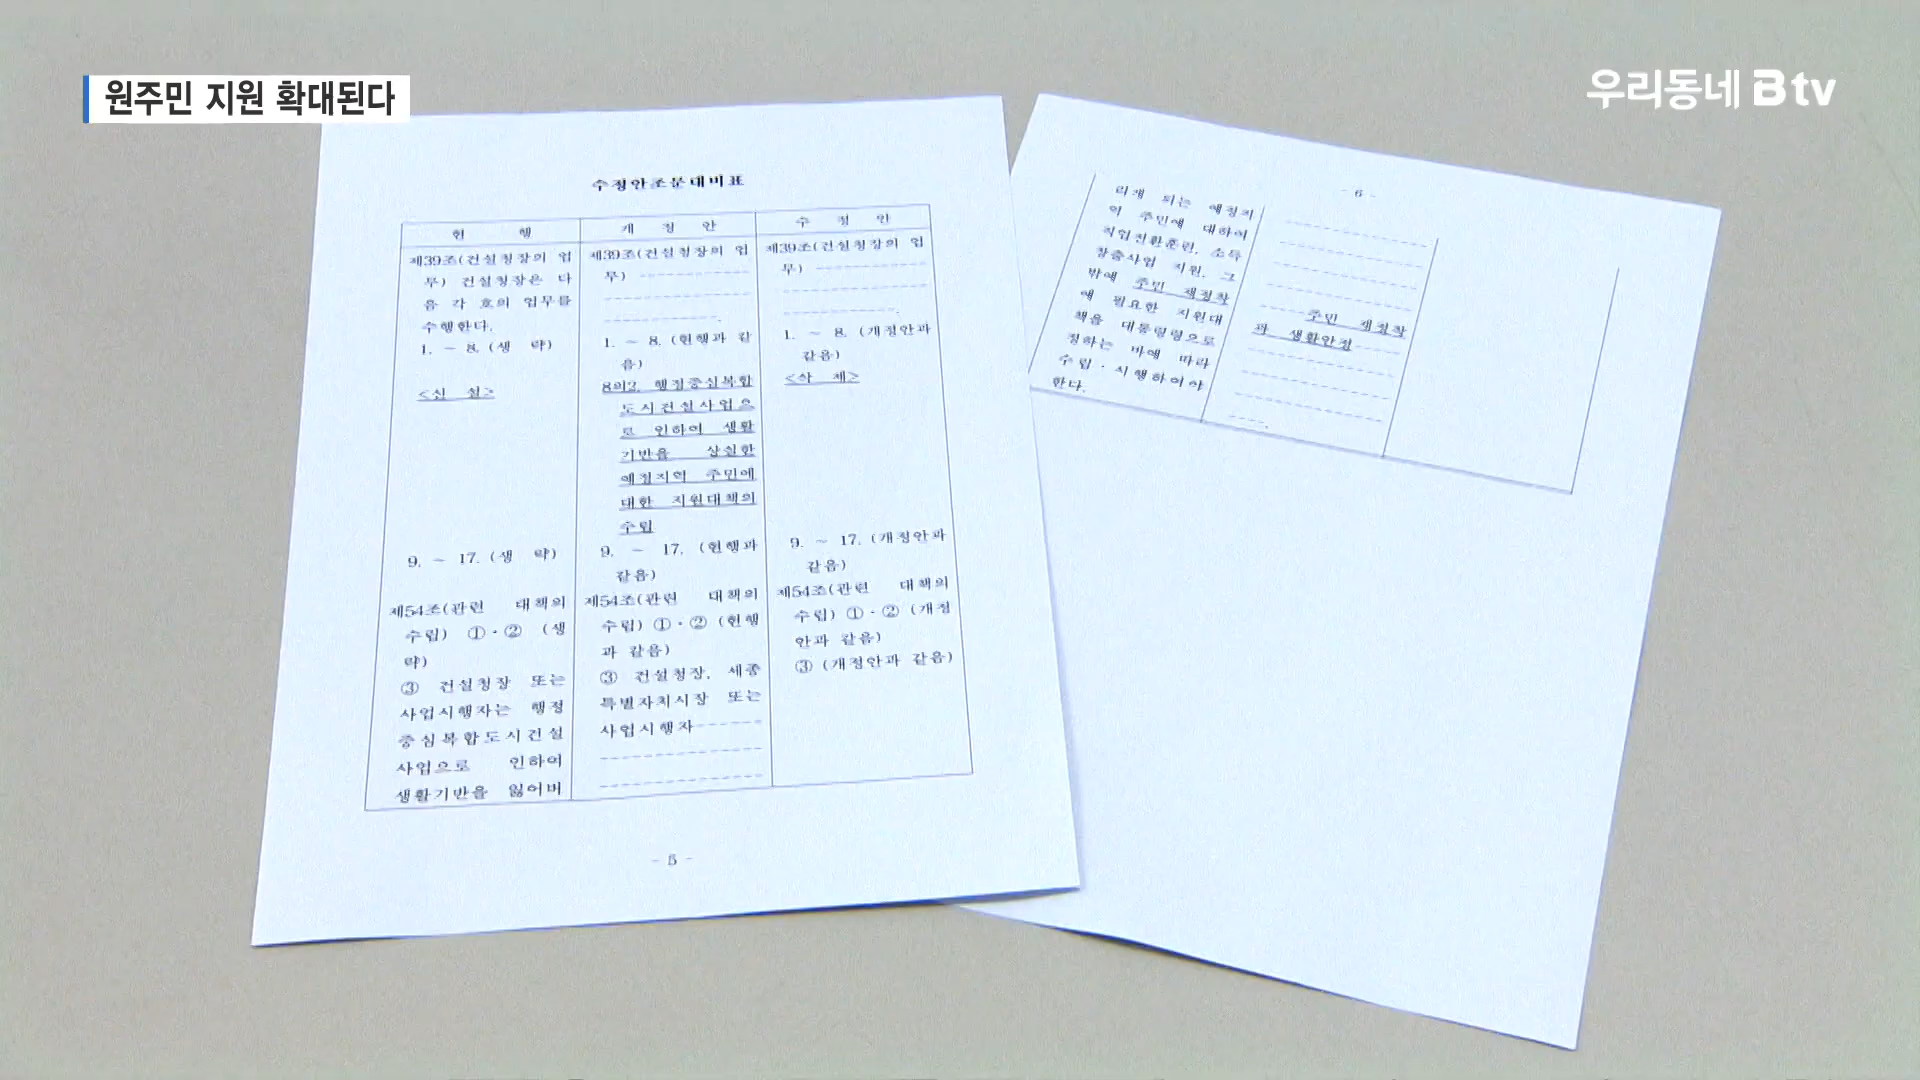 원주민 지원 확대된다
우리동네 B tv
수정안조문대비표
현 행
제39조(건설청장의 업
무) 건설청장은 다
음 각 호의 업무를
수행한다.
1. ~ 8. (생 략)
<신 설>
9. ~ 17. (생 략)
제54조(관련 대책의
수립) ①·② (생
략)
③ 건설청장 또는
사업시행자는 행정
중심복합도시건설
사업으로 인하여
생활기반을 잃어버
개 정 안
제39조(건설청장의 업
무) ------------
----------------
------------.
1. ~ 8. (현행과 같
음)
8의2. 행정중심복합
도시건설사업으
로 인하여 생활
기반을 상실한
예정지역 주민에
대한 지원대책의
수립
9. ~ 17. (현행과
같음)
제54조(관련 대책의
수립) ①·② (현행
과 같음)
③ 건설청장, 세종
특별자치시장 또는
사업시행자-------
----------------
----------------
수 정 안
제39조(건설청장의 업
무) ------------
----------------
------------.
1. ~ 8. (개정안과
같음)
<삭 제>
9. ~ 17. (개정안과
같음)
제54조(관련 대책의
수립) ①·② (개정
안과 같음)
③ (개정안과 같음)
- 5 -
- 6 -
리게 되는 예정지
역 주민에 대하여
직업전환훈련, 소득
창출사업 지원, 그
밖에 주민 재정착
에 필요한 지원대
책을 대통령령으로
정하는 바에 따라
수립·시행하여야
한다.
----------------
----------------
----------------
----------------
-----주민 재정착
과 생활안정-----
----------------
----------------
----------------
----.